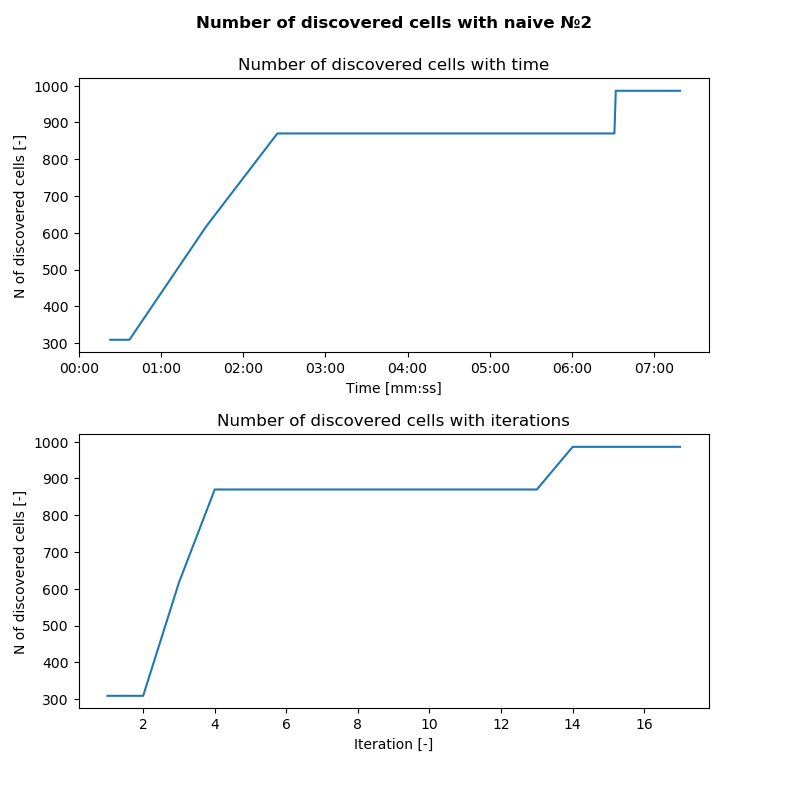 Number of discovered cells with naive №2
Number of discovered cells with time
1000
900
800
700
600
500
400
300
N of discovered cells [-]
00:00 01:00 02:00 03:00 04:00 05:00 06:00 07:00
Time [mm:ss]
Number of discovered cells with iterations
1000
900
800
700
600
500
400
300
N of discovered cells [-]
2 4 6 8 10 12 14 16
Iteration [-]